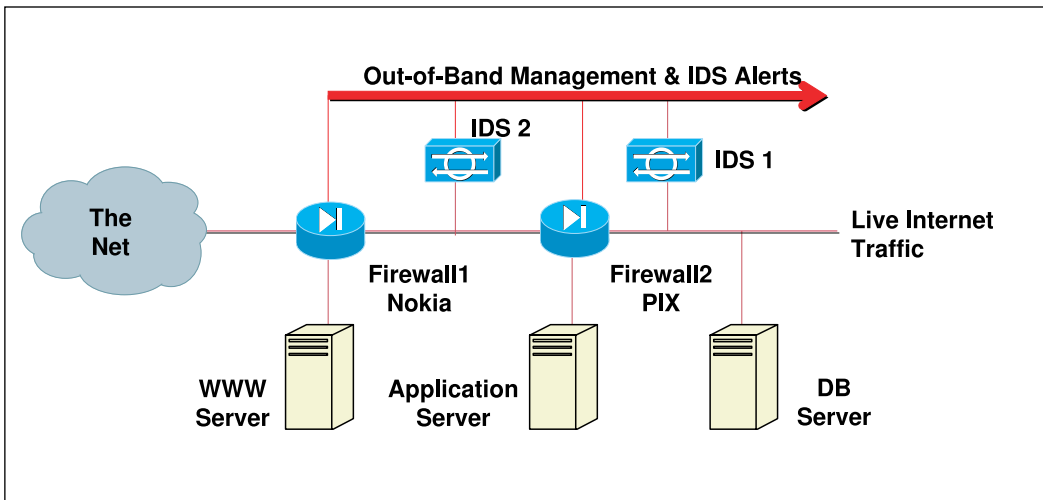 Out-of-Band Management & IDS Alerts
IDS 2
IDS 1
The
Net
Live Internet
Traffic
Firewall1
Nokia
Firewall2
PIX
WWW
Server
Application
Server
DB
Server